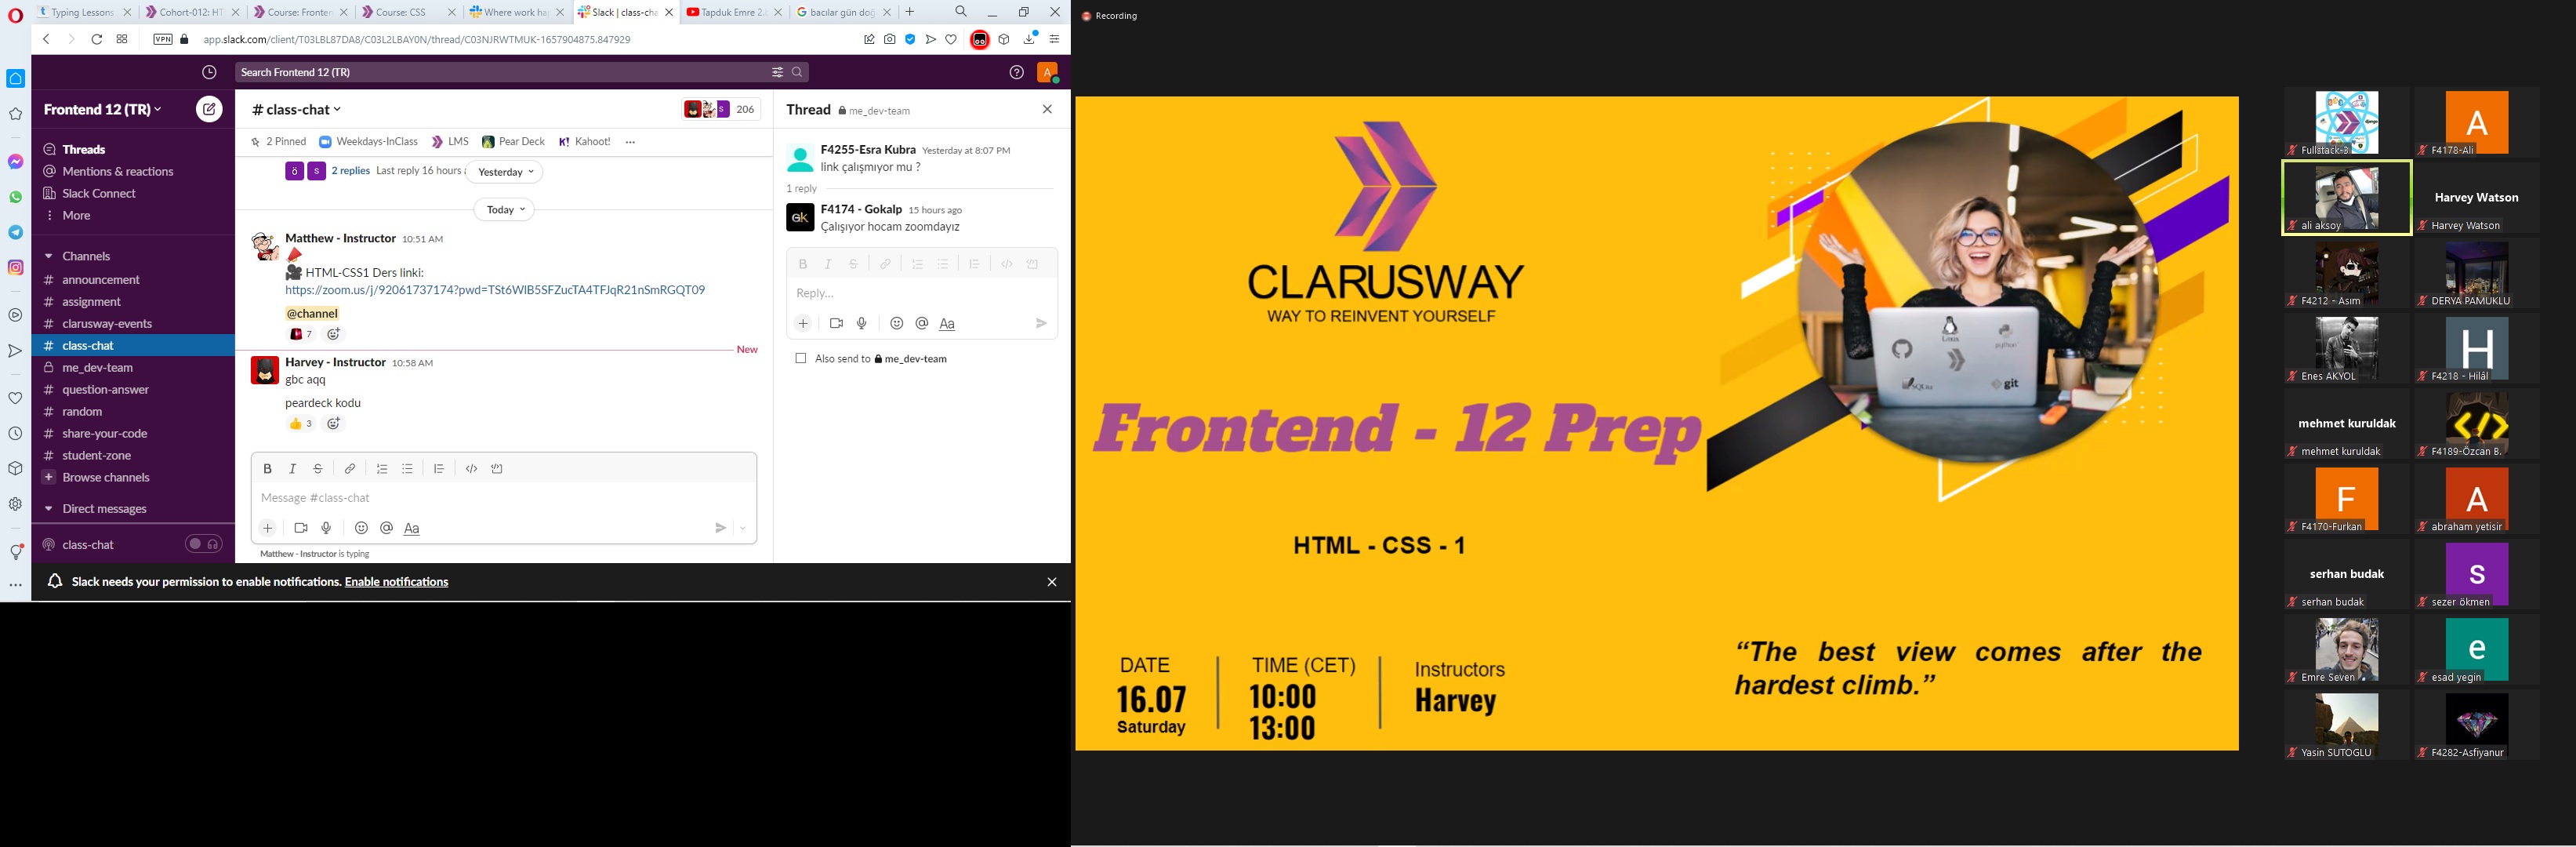 Typing Lessons
Cohort-012: HT
Course: Fronten
Course: CSS
Where work ha
Slack | class-cha
Tapduk Emre 2.
bacılar gün doğ
VPN
app.slack.com/client/T03LBL87DA8/C03L2LBAY0N/thread/C03NJRWTMUK-1657904875.847929
Search Frontend 12 (TR)
A
Frontend 12 (TR)
Threads
Mentions & reactions
Slack Connect
More
Channels
# announcement
# assignment
# clarusway-events
# class-chat
me_dev-team
# question-answer
# random
# share-your-code
# student-zone
+ Browse channels
Direct messages
class-chat
# class-chat
S
206
2 Pinned
Weekdays-InClass
LMS
Pear Deck
K! Kahoot!
...
ö
s
2 replies Last reply 16 hours a
Yesterday
Today
Matthew - Instructor 10:51 AM
HTML-CSS1 Ders linki:
https://zoom.us/j/92061737174?pwd=TSt6WlB5SFZucTA4TFJqR21nSmRGQT09
@channel
7
New
Harvey - Instructor 10:58 AM
gbc aqq
peardeck kodu
3
B I S
Message #class-chat
Aa
Matthew - Instructor is typing
Thread me_dev-team
F4255-Esra Kubra Yesterday at 8:07 PM
link çalışmıyor mu ?
1 reply
F4174 - Gokalp 15 hours ago
Çalışıyor hocam zoomdayız
B I S
Reply...
Aa
Also send to me_dev-team
Slack needs your permission to enable notifications. Enable notifications
Recording
CLARUSWAY
WAY TO REINVENT YOURSELF
Linux
python
SQLite
git
Frontend - 12 Prep
HTML - CSS - 1
DATE
16.07
Saturday
TIME (CET)
10:00
13:00
Instructors
Harvey
“The best view comes after the
hardest climb.”
Fullstack-B
A
F4178-Ali
ali aksoy
Harvey Watson
Harvey Watson
F4212 - Asım
DERYA PAMUKLU
Enes AKYOL
H
F4218 - Hilâl
mehmet kuruldak
mehmet kuruldak
F4189-Özcan B.
F
F4170-Furkan
A
abraham yetisir
serhan budak
serhan budak
s
sezer ökmen
Emre Seven
e
esad yegin
Yasin SUTOGLU
F4282-Asfiyanur